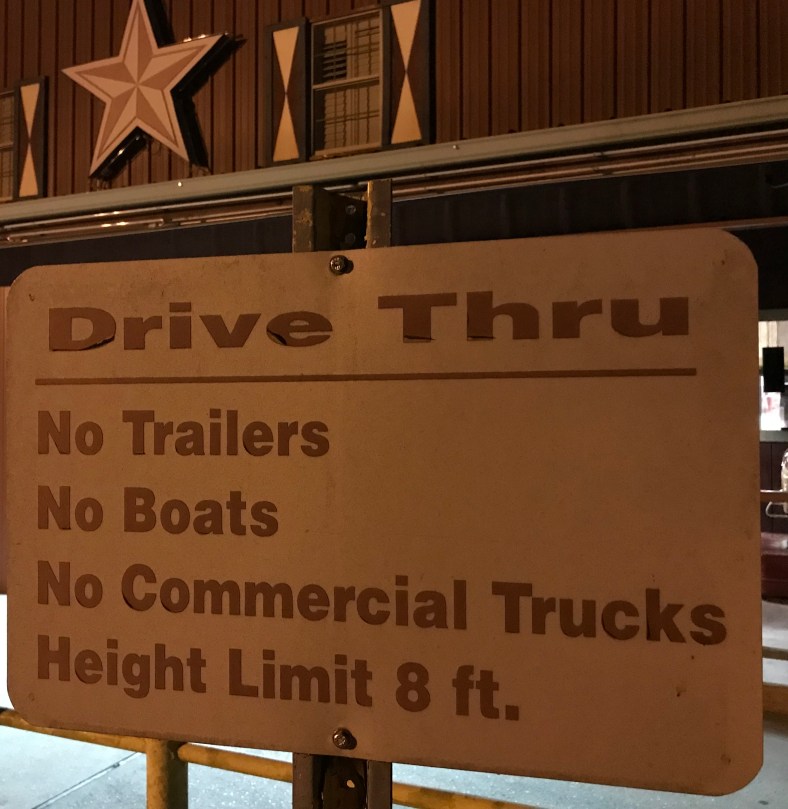 Drive Thru
No Trailers
No Boats
No Commercial Trucks
Height Limit 8 ft.